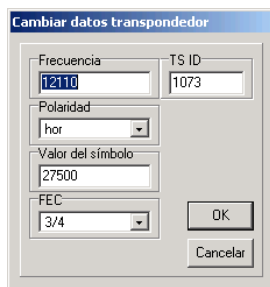 Cambiar datos transpondedor
Frecuencia
12110
TS ID
1073
Polaridad
hor
Valor del símbolo
27500
FEC
3/4
OK
Cancelar